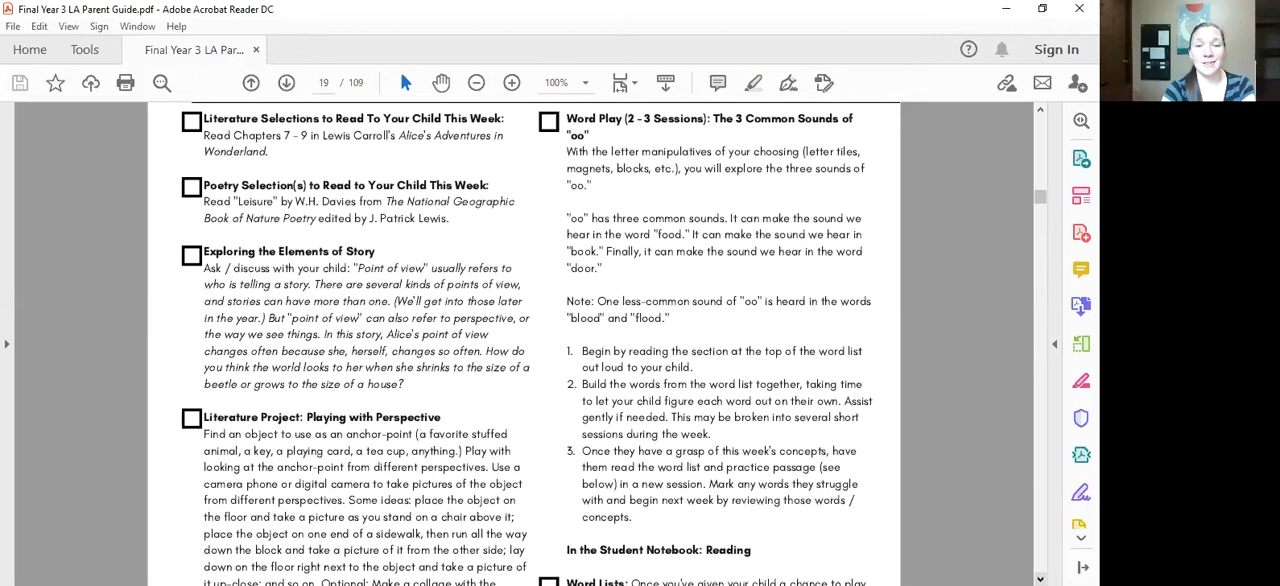 Final Year 3 LA Parent Guide.pdf - Adobe Acrobat Reader DC
File Edit View Sign Window Help
Home Tools Final Year 3 LA Par... × Sign In
19 / 109 100%
Literature Selections to Read To Your Child This Week:
Read Chapters 7 – 9 in Lewis Carroll's Alice's Adventures in
Wonderland.
Poetry Selection(s) to Read to Your Child This Week:
Read "Leisure" by W.H. Davies from The National Geographic
Book of Nature Poetry edited by J. Patrick Lewis.
Exploring the Elements of Story
Ask / discuss with your child: "Point of view" usually refers to
who is telling a story. There are several kinds of points of view,
and stories can have more than one. (We'll get into those later
in the year.) But "point of view" can also refer to perspective, or
the way we see things. In this story, Alice's point of view
changes often because she, herself, changes so often. How do
you think the world looks to her when she shrinks to the size of a
beetle or grows to the size of a house?
Literature Project: Playing with Perspective
Find an object to use as an anchor-point (a favorite stuffed
animal, a key, a playing card, a tea cup, anything.) Play with
looking at the anchor-point from different perspectives. Use a
camera phone or digital camera to take pictures of the object
from different perspectives. Some ideas: place the object on
the floor and take a picture as you stand on a chair above it;
place the object on one end of a sidewalk, then run all the way
down the block and take a picture of it from the other side; lay
down on the floor right next to the object and take a picture of
it up-close; and so on. Optional: Make a collage with the
Word Play (2 – 3 Sessions): The 3 Common Sounds of
"oo"
With the letter manipulatives of your choosing (letter tiles,
magnets, blocks, etc.), you will explore the three sounds of
"oo."
"oo" has three common sounds. It can make the sound we
hear in the word "food." It can make the sound we hear in
"book." Finally, it can make the sound we hear in the word
"door."
Note: One less-common sound of "oo" is heard in the words
"blood" and "flood."
1. Begin by reading the section at the top of the word list
out loud to your child.
2. Build the words from the word list together, taking time
to let your child figure each word out on their own. Assist
gently if needed. This may be broken into several short
sessions during the week.
3. Once they have a grasp of this week's concepts, have
them read the word list and practice passage (see
below) in a new session. Mark any words they struggle
with and begin next week by reviewing those words /
concepts.
In the Student Notebook: Reading
Word Lists: Once you've given your child a chance to play